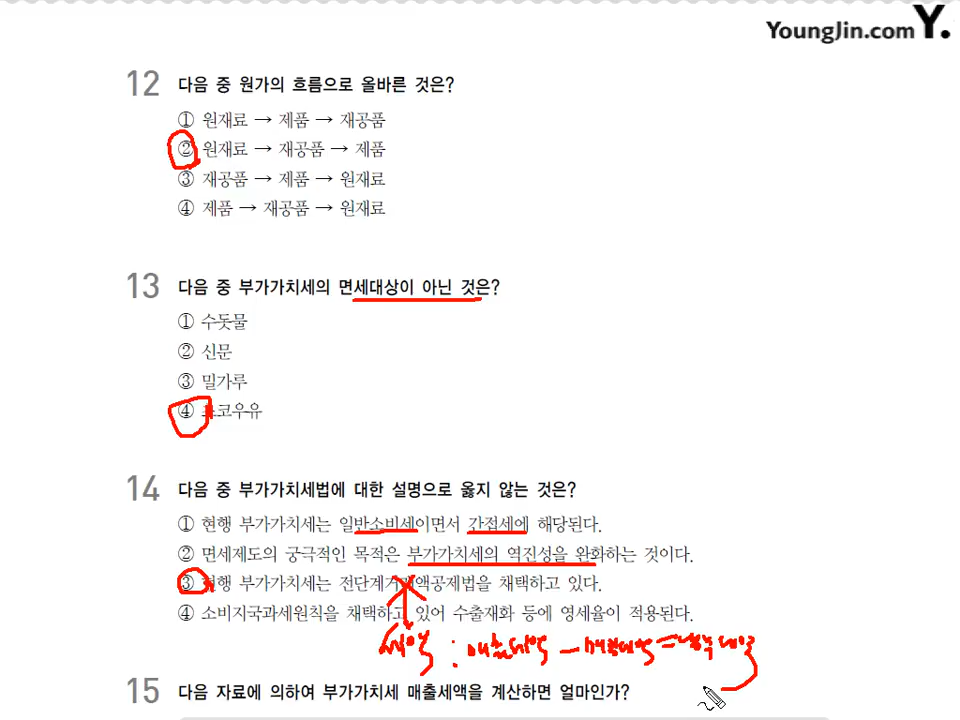 YoungJin.com Y.
12 다음 중 원가의 흐름으로 올바른 것은?
① 원재료 → 제품 → 재공품
② 원재료 → 재공품 → 제품
③ 재공품 → 제품 → 원재료
④ 제품 → 재공품 → 원재료
13 다음 중 부가가치세의 면세대상이 아닌 것은?
① 수돗물
② 신문
③ 밀가루
④ 초코우유
14 다음 중 부가가치세법에 대한 설명으로 옳지 않는 것은?
① 현행 부가가치세는 일반소비세이면서 간접세에 해당된다.
② 면세제도의 궁극적인 목적은 부가가치세의 역진성을 완화하는 것이다.
③ 현행 부가가치세는 전단계거래액공제법을 채택하고 있다.
④ 소비지국과세원칙을 채택하고 있어 수출재화 등에 영세율이 적용된다.
세액 : 매출세액 - 매입세액 =
15 다음 자료에 의하여 부가가치세 매출세액을 계산하면 얼마인가?